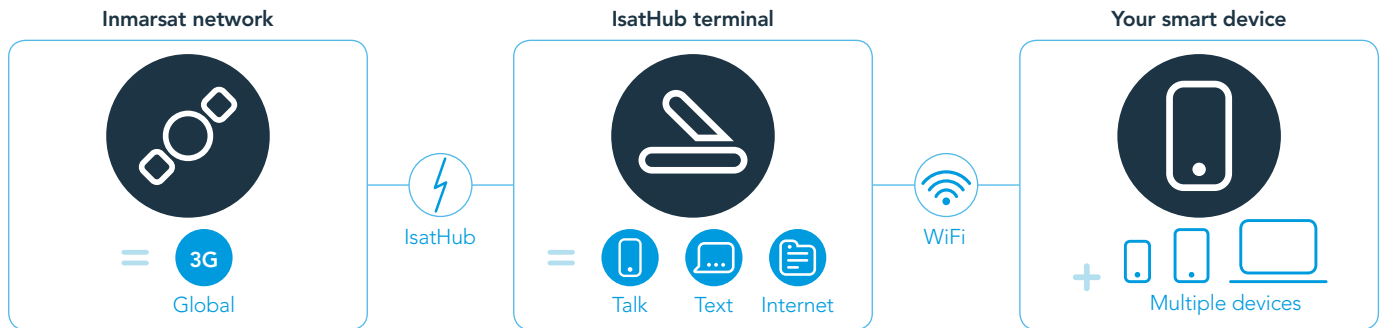 Inmarsat network
IsatHub terminal
Your smart device
IsatHub
WiFi
3G
Global
Talk
Text
Internet
Multiple devices